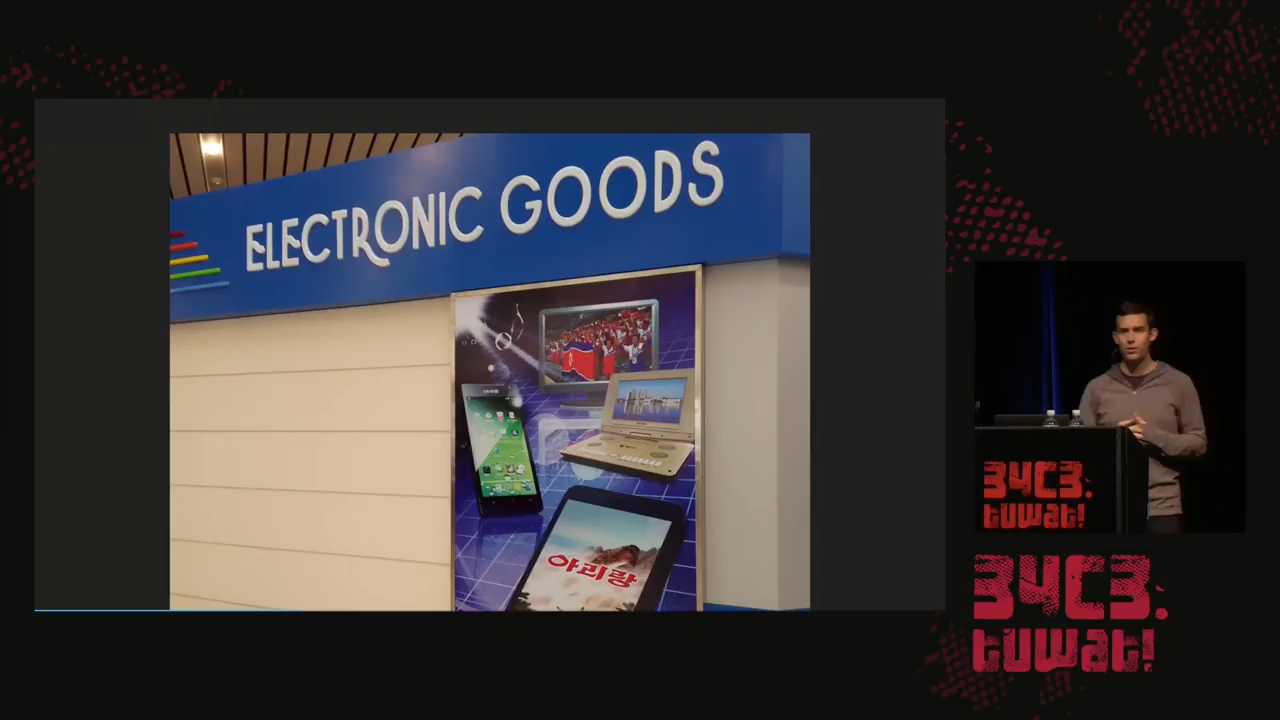 ELECTRONIC GOODS
아리랑
34C3.
tuwat!
34C3.
tuwat!